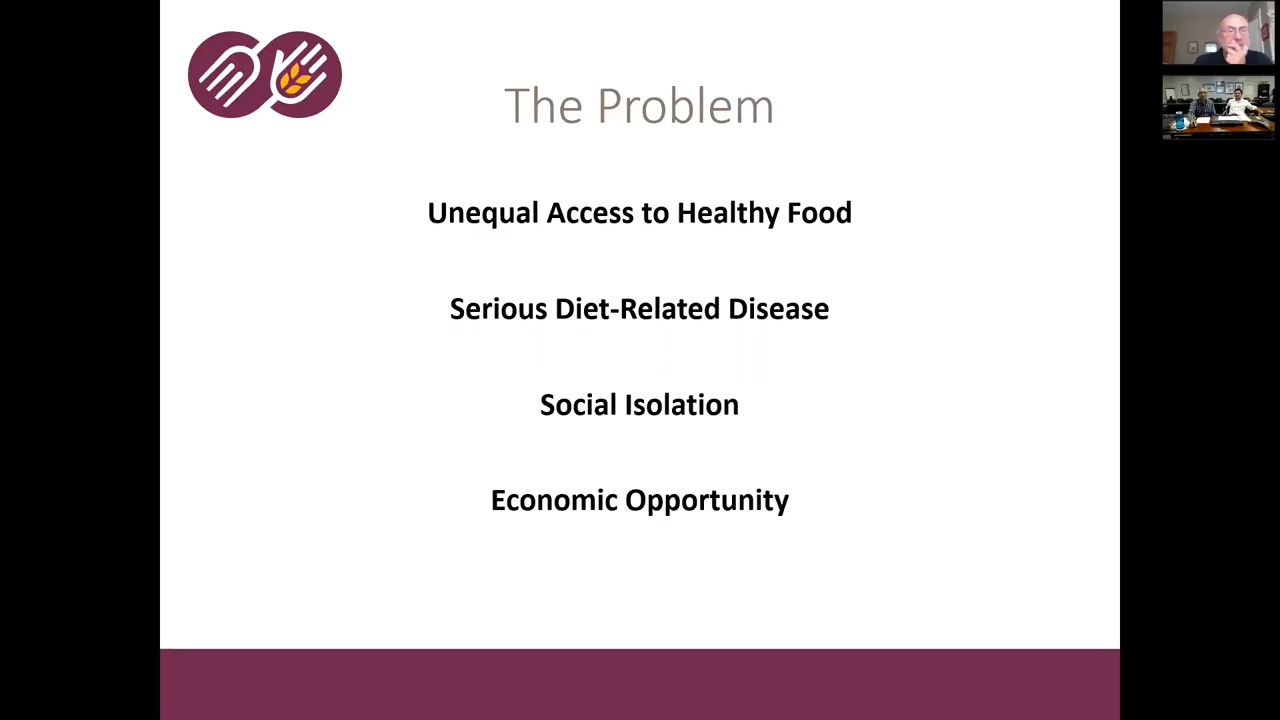 The Problem
Unequal Access to Healthy Food
Serious Diet-Related Disease
Social Isolation
Economic Opportunity